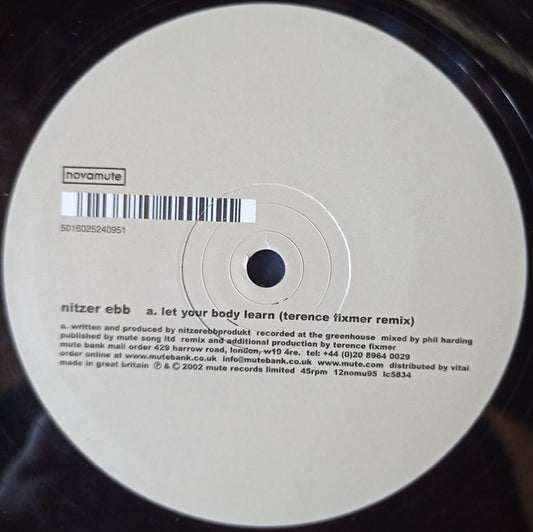 novamute
5016025240951
nitzer ebb a. let your body learn (terence fixmer remix)
a. written and produced by nitzerebbprodukt recorded at the greenhouse mixed by phil harding
published by mute song ltd remix and additional production by terence fixmer
mute bank mail order 429 harrow road, london, w10 4re. tel: +44 (0)20 8964 0029
order online at www.mutebank.co.uk info@mutebank.co.uk www.mute.com distributed by vital
made in great britain ℗ & © 2002 mute records limited 45rpm 12nomu95 lc5834